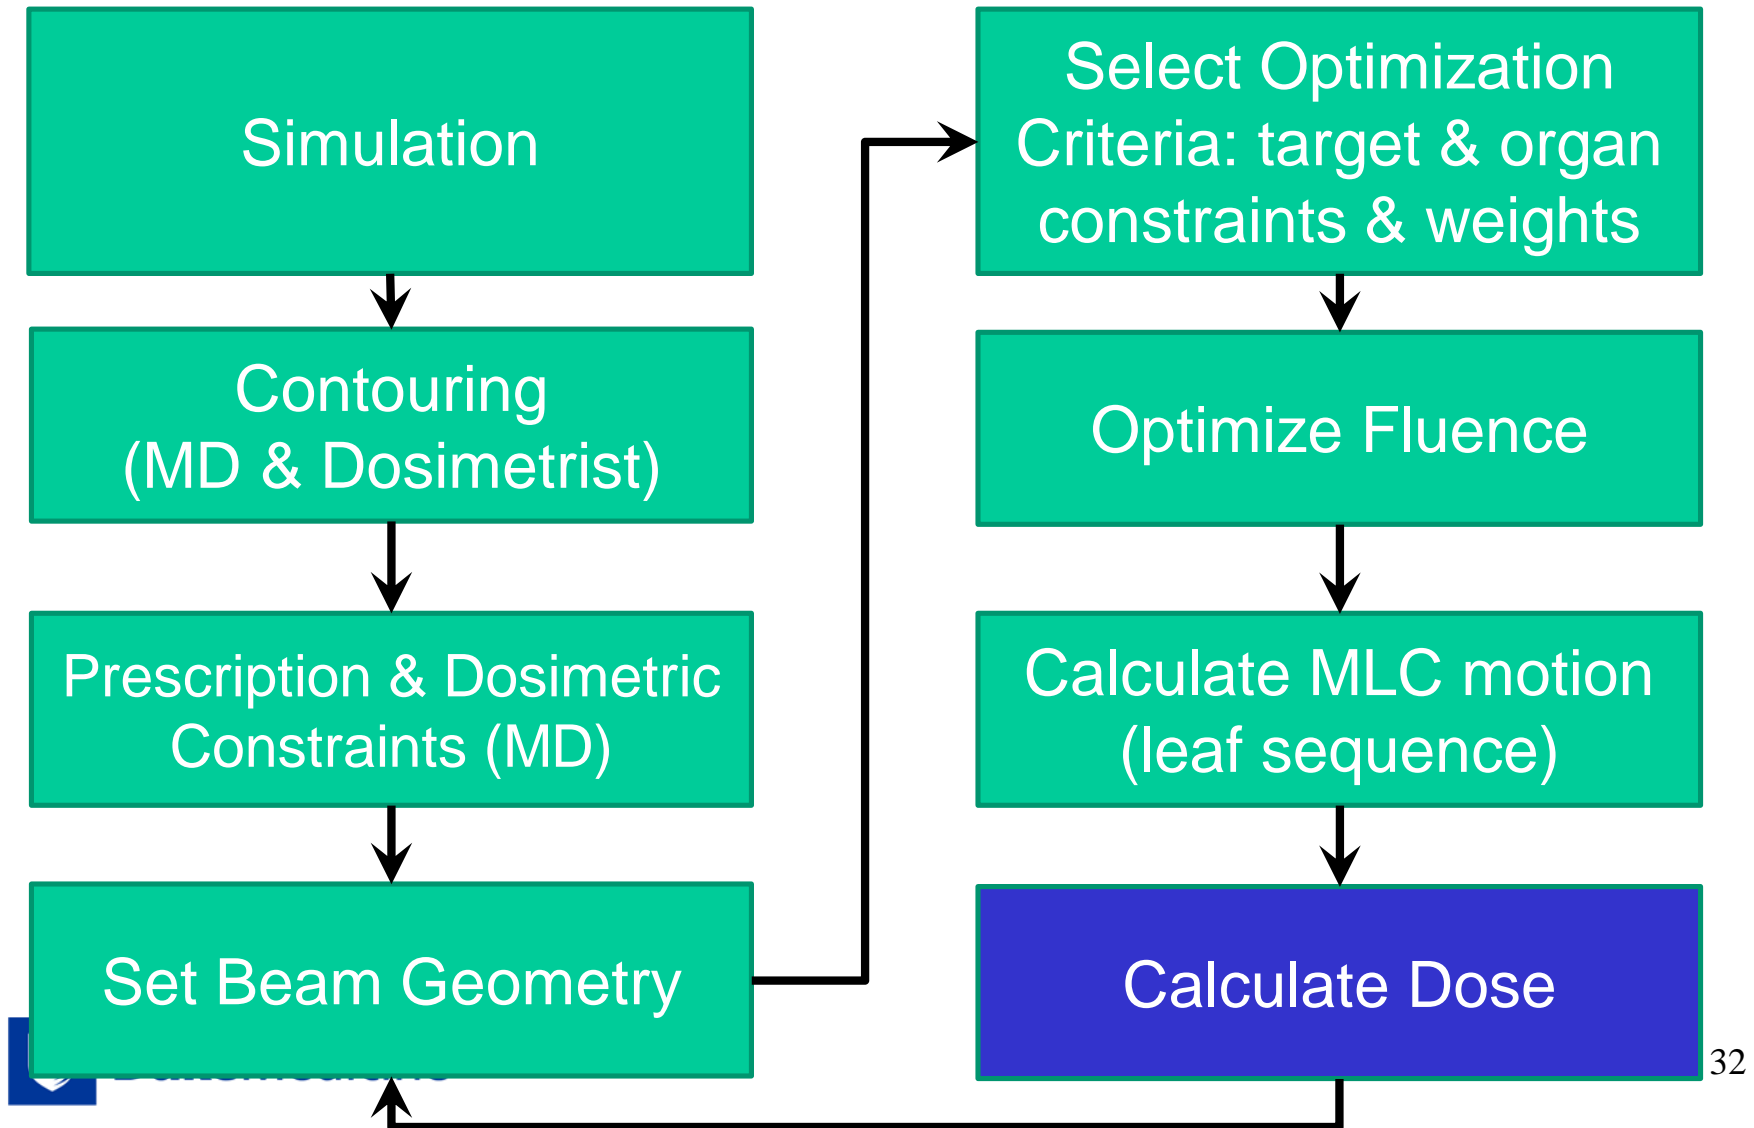 Simulation
Contouring
(MD & Dosimetrist)
Prescription & Dosimetric
Constraints (MD)
Set Beam Geometry
Select Optimization
Criteria: target & organ
constraints & weights
Optimize Fluence
Calculate MLC motion
(leaf sequence)
Calculate Dose
32